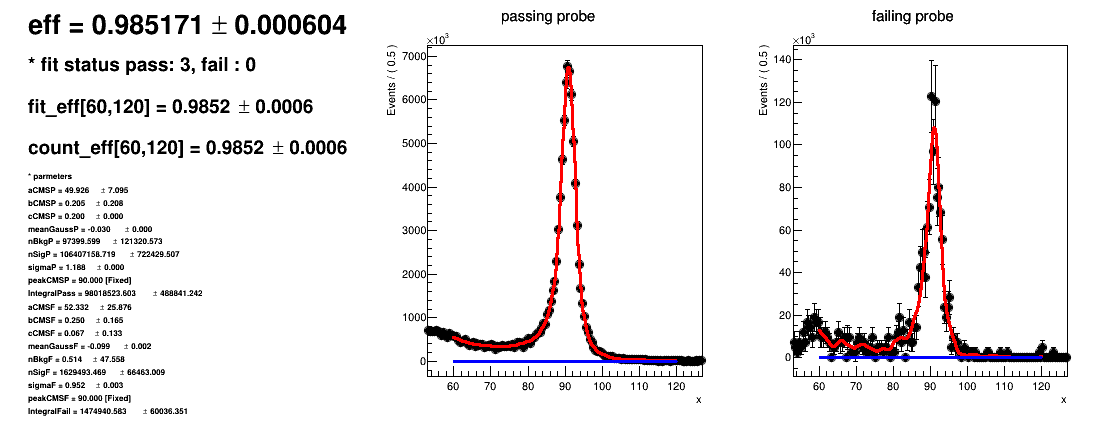 eff = 0.985171 ± 0.000604
* fit status pass: 3, fail : 0
fit_eff[60,120] = 0.9852 ± 0.0006
count_eff[60,120] = 0.9852 ± 0.0006
* parmeters
aCMSP = 49.926 ± 7.095
bCMSP = 0.205 ± 0.208
cCMSP = 0.200 ± 0.000
meanGaussP = -0.030 ± 0.000
nBkgP = 97399.599 ± 121320.573
nSigP = 106407158.719 ± 722429.507
sigmaP = 1.188 ± 0.000
peakCMSP = 90.000 [Fixed]
IntegralPass = 98018523.603 ± 488841.242
aCMSF = 52.332 ± 25.876
bCMSF = 0.250 ± 0.165
cCMSF = 0.067 ± 0.133
meanGaussF = -0.099 ± 0.002
nBkgF = 0.514 ± 47.558
nSigF = 1629493.469 ± 66463.009
sigmaF = 0.952 ± 0.003
peakCMSF = 90.000 [Fixed]
IntegralFail = 1474940.583 ± 60036.351
passing probe
×10³
Events / ( 0.5 )
7000
6000
5000
4000
3000
2000
1000
0
60 70 80 90 100 110 120
x
failing probe
×10³
Events / ( 0.5 )
140
120
100
80
60
40
20
0
60 70 80 90 100 110 120
x